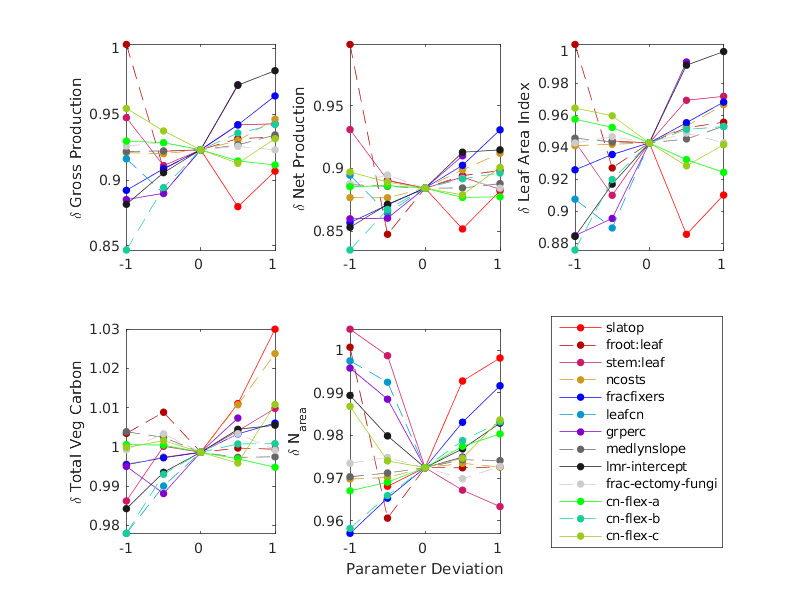 δ Gross Production
1
0.95
0.9
0.85
-1 0 1
δ Net Production
0.95
0.9
0.85
-1 0 1
δ Leaf Area Index
1
0.98
0.96
0.94
0.92
0.9
0.88
-1 0 1
δ Total Veg Carbon
1.03
1.02
1.01
1
0.99
0.98
-1 0 1
δ Narea
1
0.99
0.98
0.97
0.96
-1 0 1
Parameter Deviation
slatop
froot:leaf
stem:leaf
ncosts
fracfixers
leafcn
grperc
medlynslope
lmr-intercept
frac-ectomy-fungi
cn-flex-a
cn-flex-b
cn-flex-c